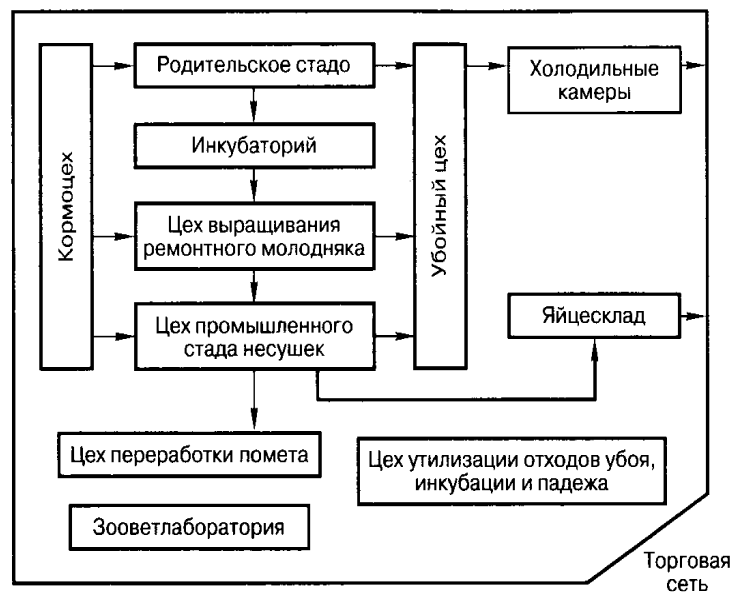 Кормоцех
Родительское стадо
Инкубаторий
Цех выращивания
ремонтного молодняка
Цех промышленного
стада несушек
Убойный цех
Холодильные
камеры
Яйцесклад
Цех переработки помета
Цех утилизации отходов убоя,
инкубации и падежа
Зооветлаборатория
Торговая
сеть